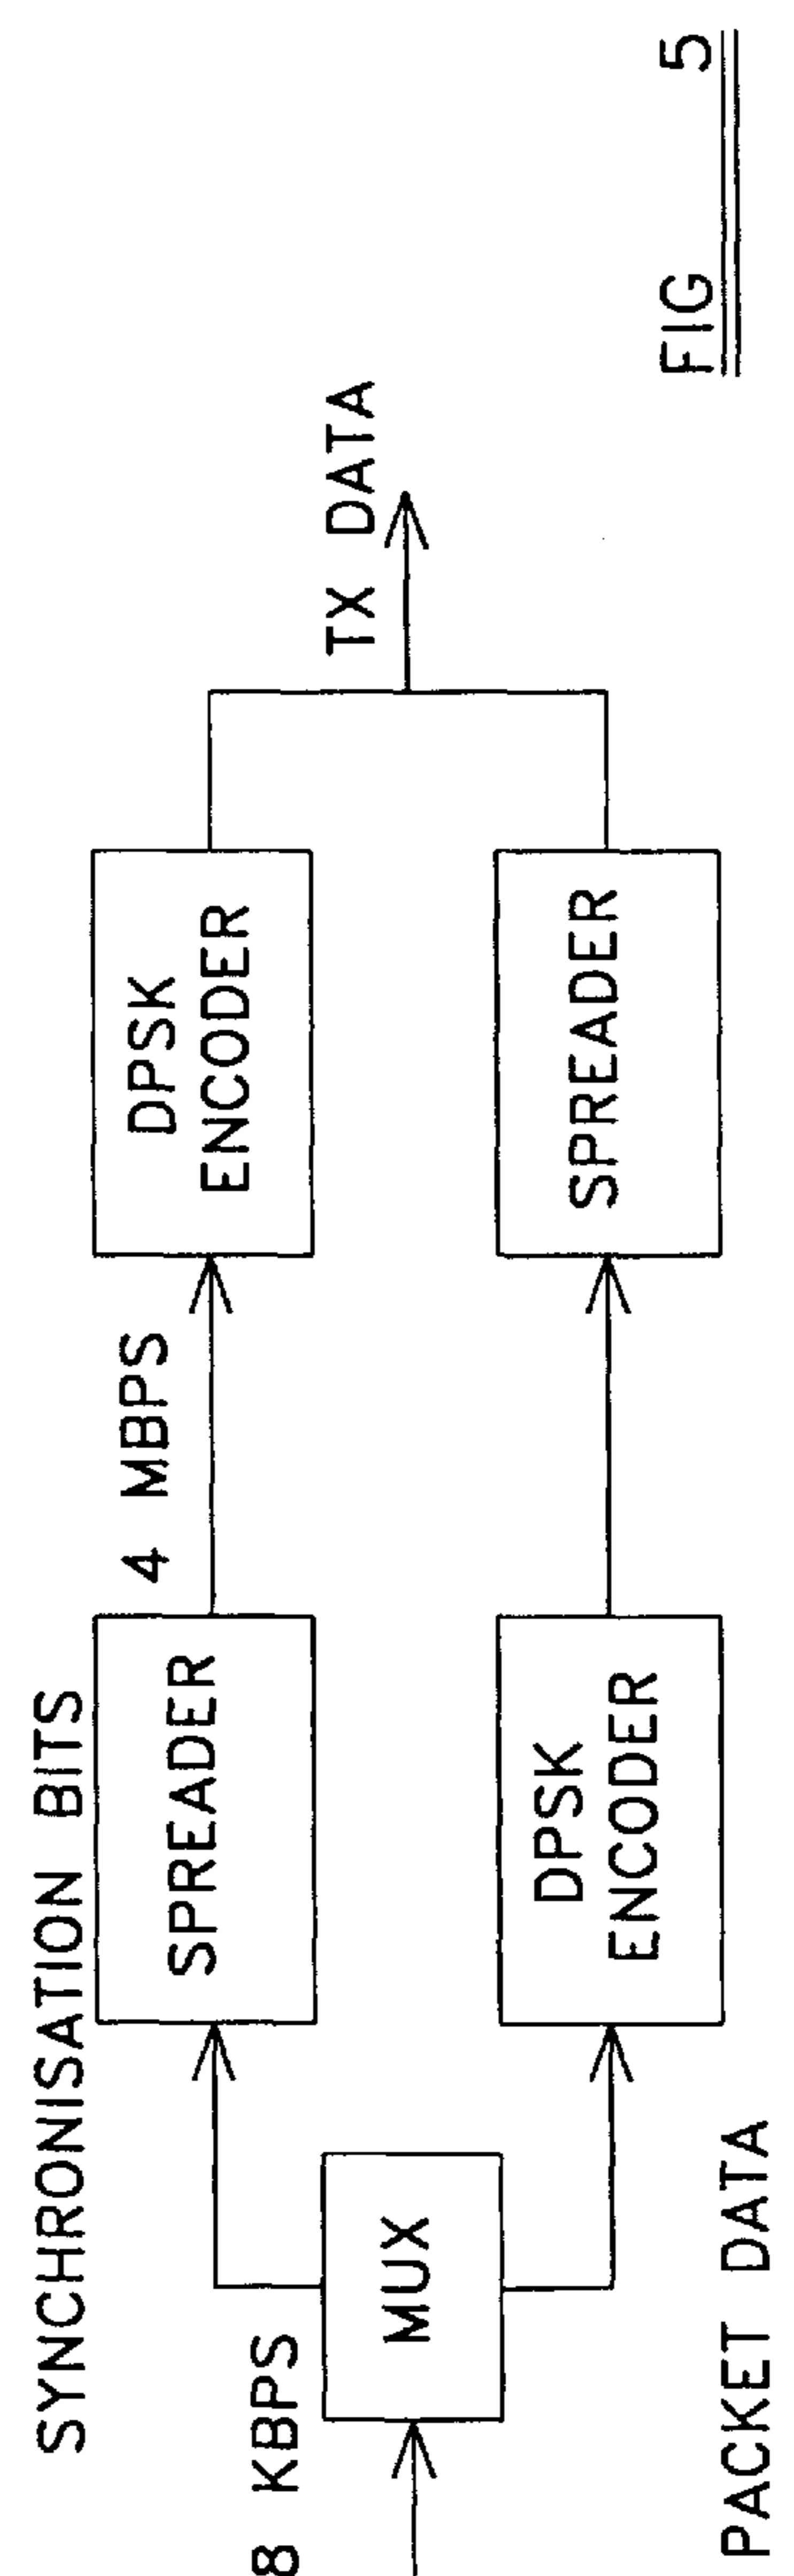 SYNCHRONISATION BITS
4 MBPS
SPREADER
DPSK
ENCODER
8 KBPS
MUX
TX DATA
DPSK
ENCODER
SPREADER
PACKET DATA
FIG 5